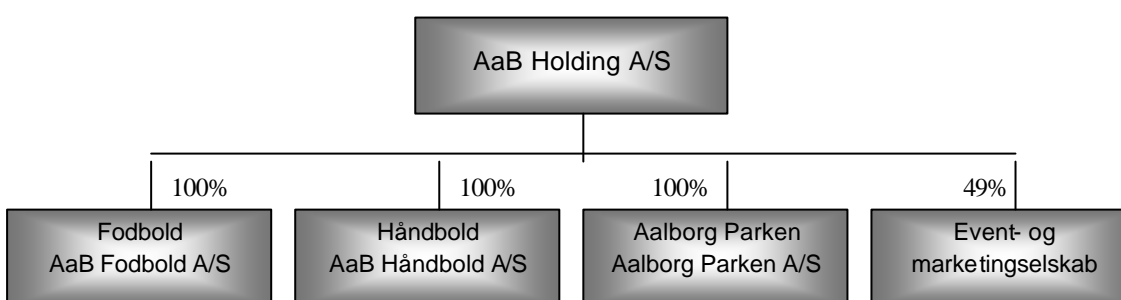 AaB Holding A/S
100%
100%
100%
49%
Fodbold
AaB Fodbold A/S
Håndbold
AaB Håndbold A/S
Aalborg Parken
Aalborg Parken A/S
Event- og
marketingselskab